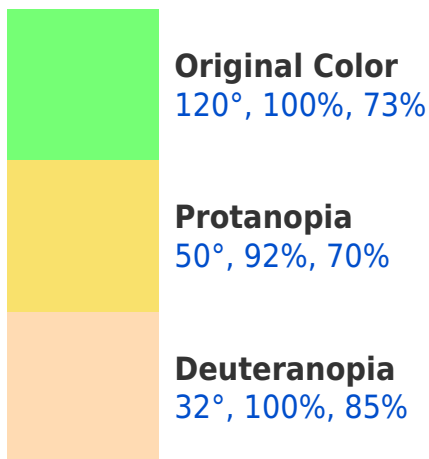 Original Color
120°, 100%, 73%
Protanopia
50°, 92%, 70%
Deuteranopia
32°, 100%, 85%